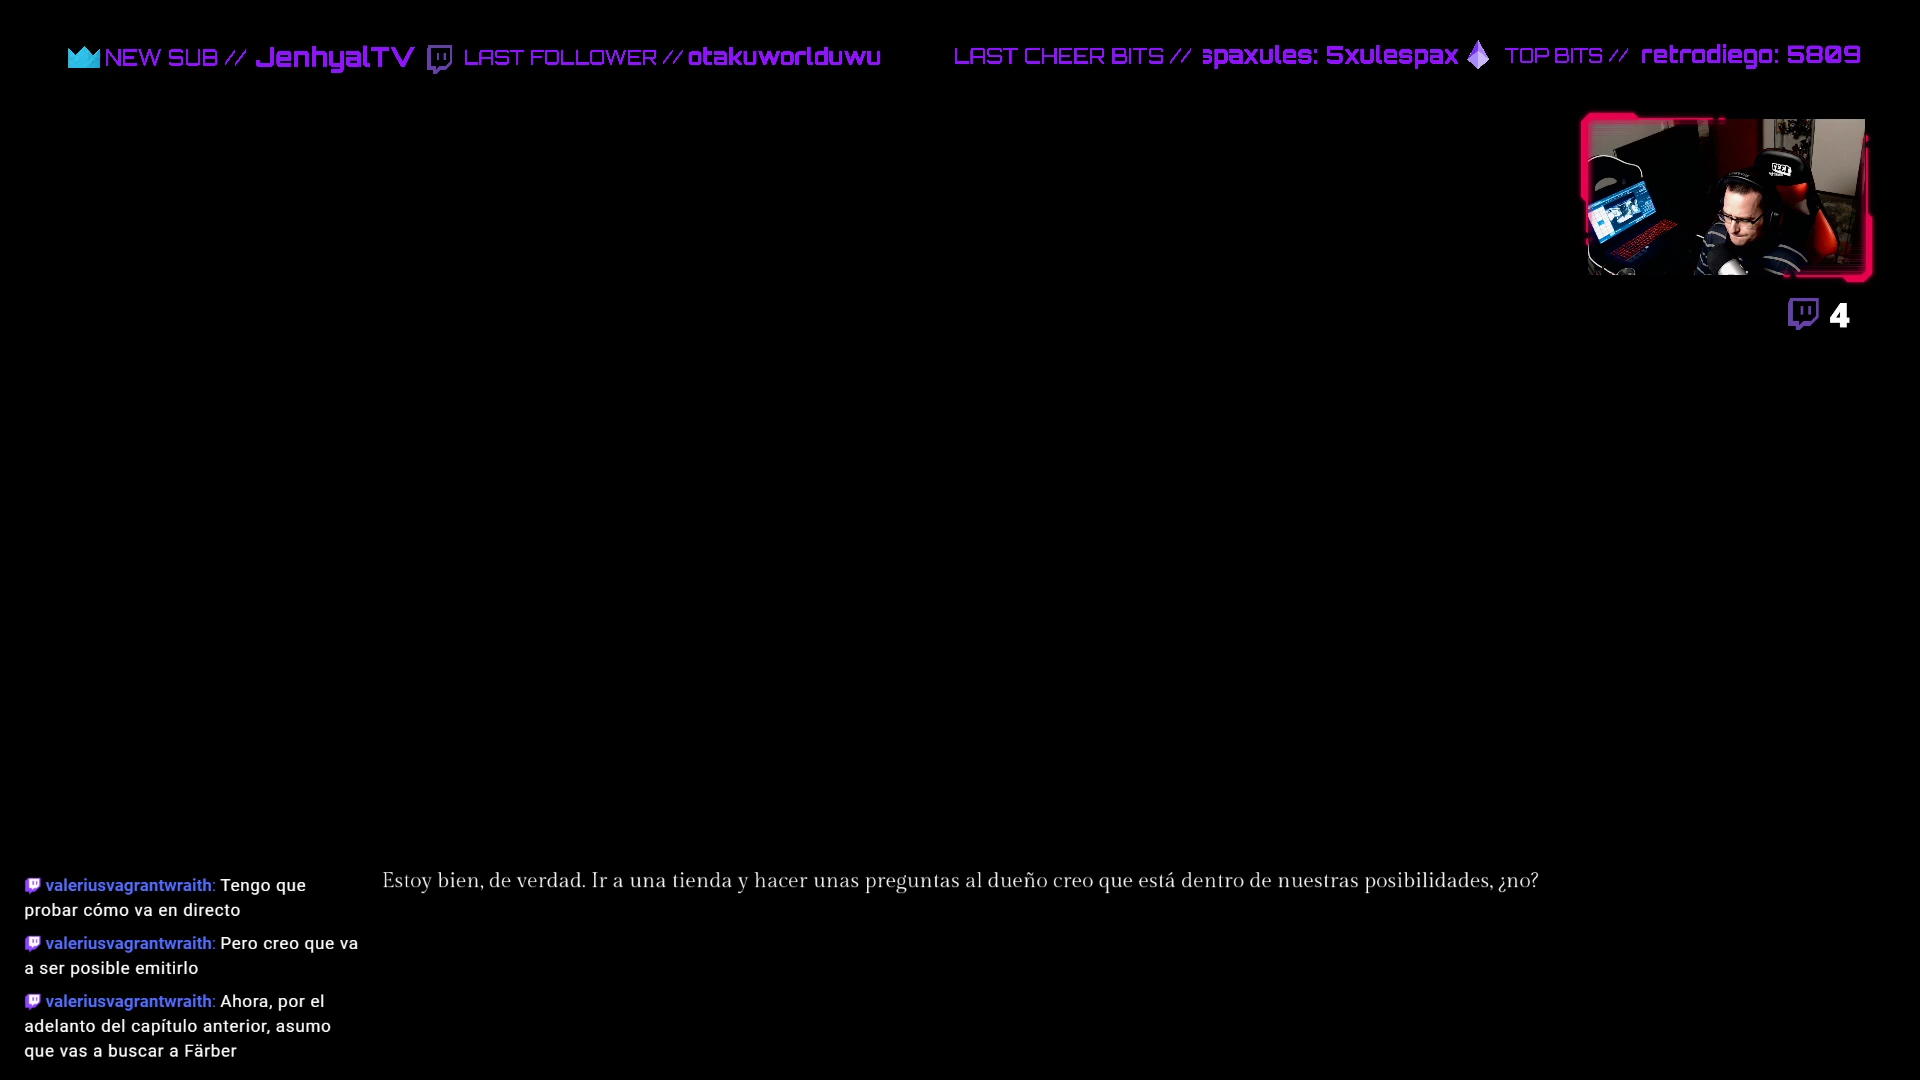 NEW SUB // JenhyalTV LAST FOLLOWER // otakuworlduwu LAST CHEER BITS // spaxules: 5xulespax TOP BITS // retrodiego: 5809
4
Estoy bien, de verdad. Ir a una tienda y hacer unas preguntas al dueño creo que está dentro de nuestras posibilidades, ¿no?
valeriusvagrantwraith: Tengo que
probar cómo va en directo
valeriusvagrantwraith: Pero creo que va
a ser posible emitirlo
valeriusvagrantwraith: Ahora, por el
adelanto del capítulo anterior, asumo
que vas a buscar a Färber